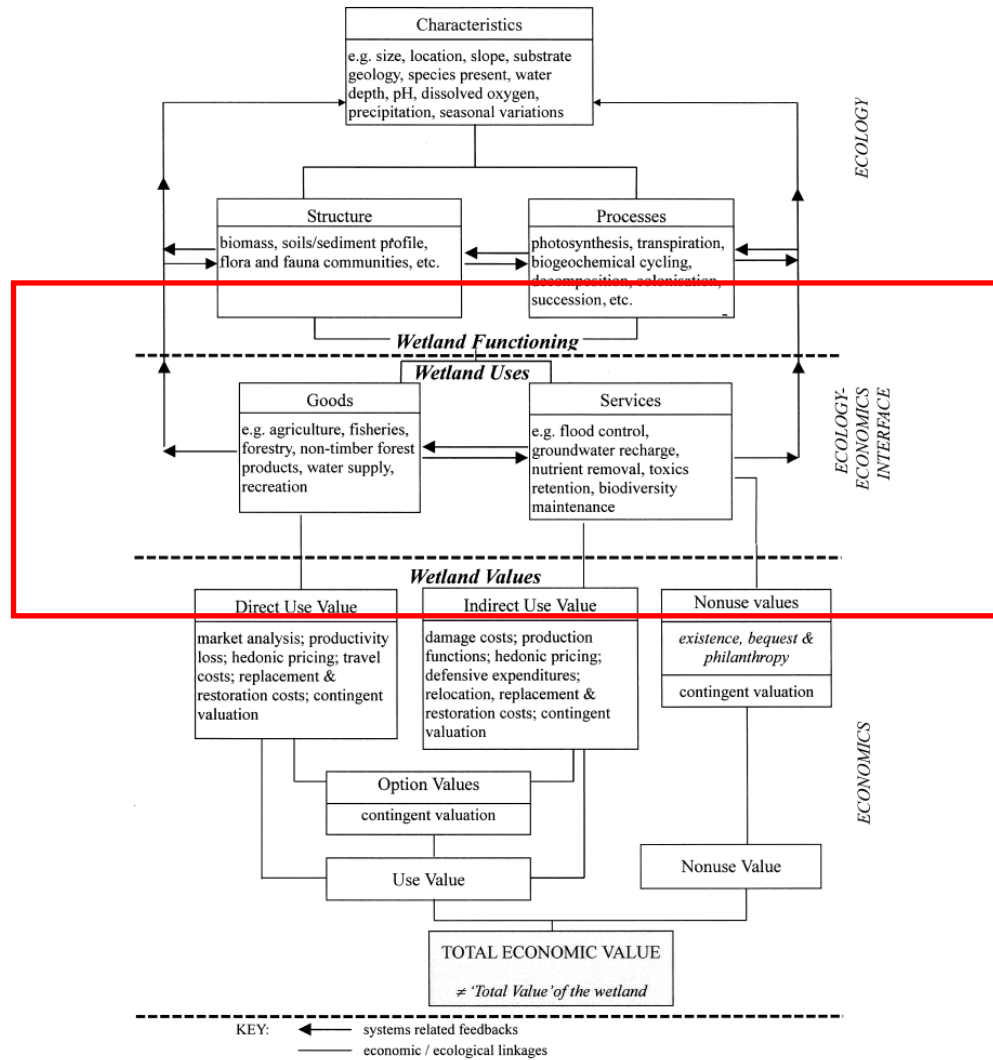 Characteristics
e.g. size, location, slope, substrate
geology, species present, water
depth, pH, dissolved oxygen,
precipitation, seasonal variations
ECOLOGY
Structure
biomass, soils/sediment profile,
flora and fauna communities, etc.
Processes
photosynthesis, transpiration,
biogeochemical cycling,
decomposition, colonisation,
succession, etc.
Wetland Functioning
Wetland Uses
Goods
e.g. agriculture, fisheries,
forestry, non-timber forest
products, water supply,
recreation
Services
e.g. flood control,
groundwater recharge,
nutrient removal, toxics
retention, biodiversity
maintenance
ECOLOGY-
ECONOMICS
INTERFACE
Wetland Values
Direct Use Value
market analysis; productivity
loss; hedonic pricing; travel
costs; replacement &
restoration costs; contingent
valuation
Indirect Use Value
damage costs; production
functions; hedonic pricing;
defensive expenditures;
relocation, replacement &
restoration costs; contingent
valuation
Nonuse values
existence, bequest &
philanthropy
contingent valuation
ECONOMICS
Option Values
contingent valuation
Use Value
Nonuse Value
TOTAL ECONOMIC VALUE
≠ ‘Total Value’ of the wetland
KEY: systems related feedbacks
economic / ecological linkages